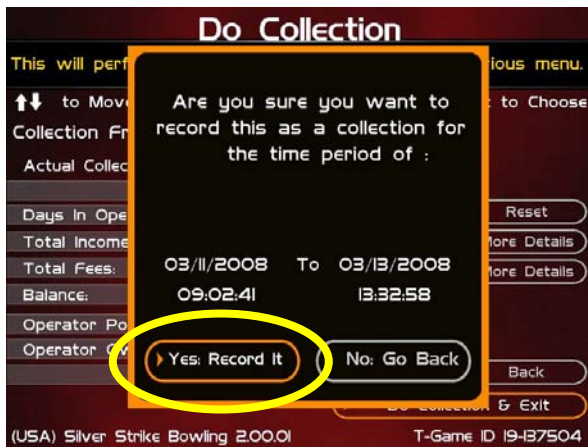 Do Collection
This will perf ious menu.
to Move t to Choose
Collection Fr
Are you sure you want to
record this as a collection for
the time period of :
Actual Collec
Days In Ope Reset
Total Income More Details
Total Fees: More Details
03/11/2008 To 03/13/2008
Balance: 09:02:41 13:32:58
Operator Po
Operator Ow
Yes: Record It No: Go Back
Back
Do Collection & Exit
(USA) Silver Strike Bowling 2.00.01 T-Game ID 19-137504